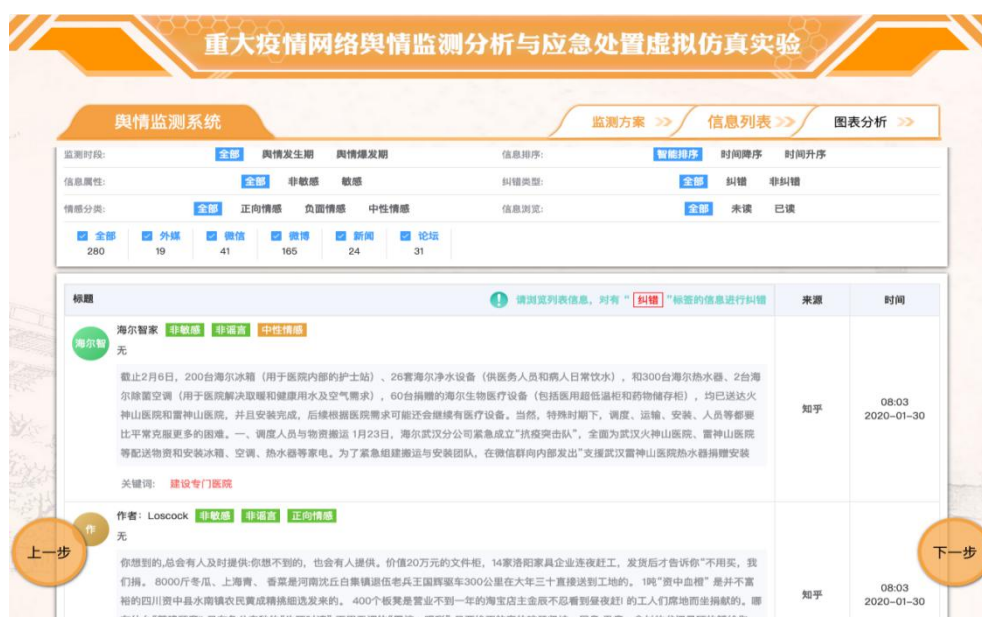 重大疫情网络舆情监测分析与应急处置虚拟仿真实验
舆情监测系统 监测方案 >> 信息列表 >> 图表分析 >>
监测时段: 全部 舆情发生期 舆情爆发期 信息排序: 智能排序 时间降序 时间升序
信息属性: 全部 非敏感 敏感 纠错类型: 全部 纠错 非纠错
情感分类: 全部 正向情感 负面情感 中性情感 信息浏览: 全部 未读 已读
全部 外媒 微信 微博 新闻 论坛
280 19 41 165 24 31
标题 请浏览列表信息，对有“纠错”标签的信息进行纠错 来源 时间
海尔智家 非敏感 非谣言 中性情感
海尔智
无
截止2月6日，200台海尔冰箱（用于医院内部的护士站）、26套海尔净水设备（供医务人员和病人日常饮水），和300台海尔热水器、2台海
尔除菌空调（用于医院解决取暖和健康用水及空气需求），60台捐赠的海尔生物医疗设备（包括医用超低温柜和药物储存柜），均已送达火
神山医院和雷神山医院，并且安装完成，后续根据医院需求可能还会继续有医疗设备。当然，特殊时期下，调度、运输、安装、人员等都要
比平常克服更多的困难。一、调度人员与物资搬运 1月23日，海尔武汉分公司紧急成立"抗疫突击队"，全面为武汉火神山医院、雷神山医院
等配送物资和安装冰箱、空调、热水器等家电。为了紧急组建搬运与安装团队，在微信群向内部发出"支援武汉雷神山医院热水器捐赠安装
知乎
08:03
2020-01-30
关键词: 建设专门医院
作者: Loscock 非敏感 非谣言 正向情感
作
无
上一步
下一步
你想到的,总会有人及时提供:你想不到的，也会有人提供。价值20万元的文件柜，14家洛阳家具企业连夜赶工，发货后才告诉你"不用买，我
们捐。 8000斤冬瓜、上海青、 香菜是河南沈丘白集镇退伍老兵王国辉驱车300公里在大年三十直接送到工地的。 1吨"资中血橙" 是并不富
裕的四川资中县水南镇农民黄成精挑细选发来的。 400个板凳是营业不到一年的淘宝店主金辰不忍看到昼夜赶! 的工人们席地而坐捐献的。哪
知乎
08:03
2020-01-30